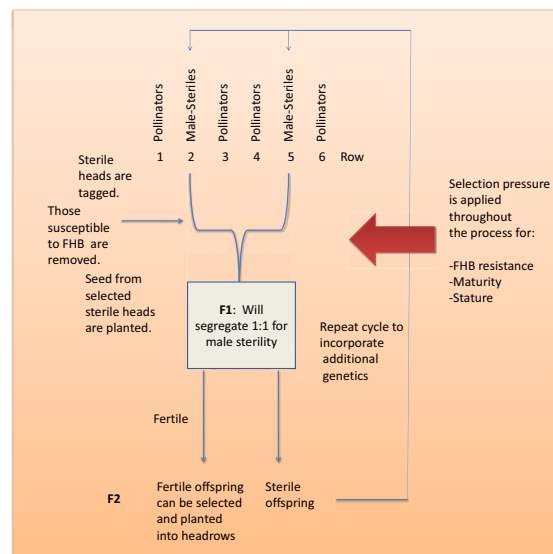 Pollinators
Male-Steriles
Pollinators
Pollinators
Male-Steriles
Pollinators
1 2 3 4 5 6 Row
Sterile
heads are
tagged.
Those
susceptible
to FHB are
removed.
Seed from
selected
sterile heads
are planted.
Selection pressure
is applied
throughout
the process for:
-FHB resistance
-Maturity
-Stature
F1: Will
segregate 1:1 for
male sterility
Repeat cycle to
incorporate
additional
genetics
Fertile
F2
Fertile offspring
can be selected
and planted
into headrows
Sterile
offspring